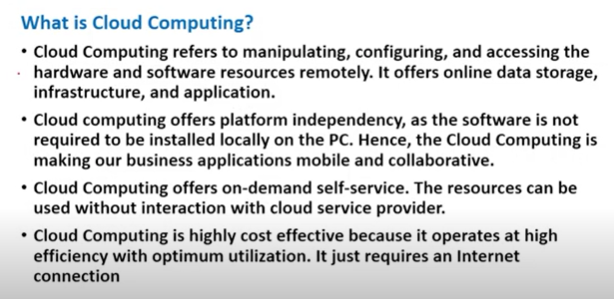 What is Cloud Computing?
• Cloud Computing refers to manipulating, configuring, and accessing the
hardware and software resources remotely. It offers online data storage,
infrastructure, and application.
• Cloud computing offers platform independency, as the software is not
required to be installed locally on the PC. Hence, the Cloud Computing is
making our business applications mobile and collaborative.
• Cloud Computing offers on-demand self-service. The resources can be
used without interaction with cloud service provider.
• Cloud Computing is highly cost effective because it operates at high
efficiency with optimum utilization. It just requires an Internet
connection